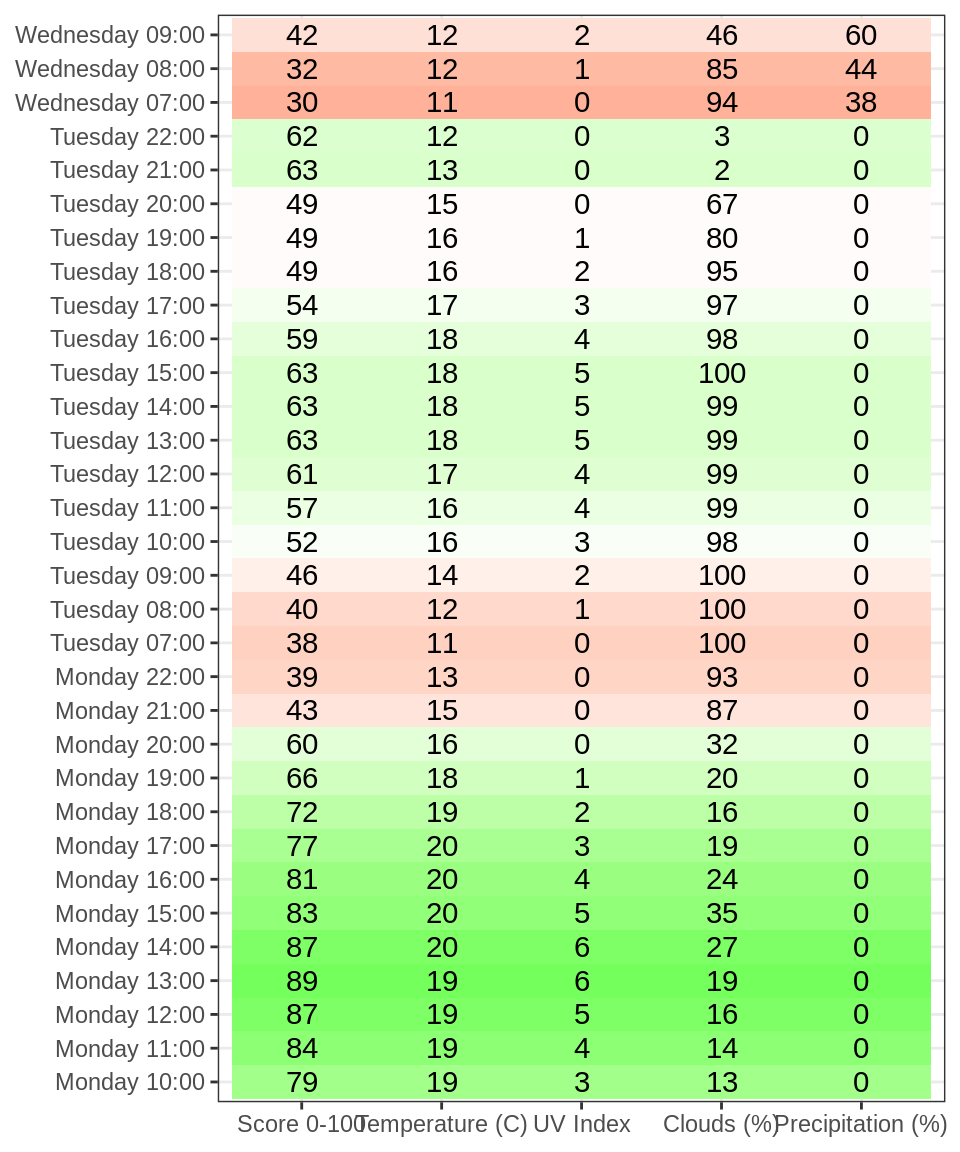 Wednesday 09:00 42 12 2 46 60
Wednesday 08:00 32 12 1 85 44
Wednesday 07:00 30 11 0 94 38
Tuesday 22:00 62 12 0 3 0
Tuesday 21:00 63 13 0 2 0
Tuesday 20:00 49 15 0 67 0
Tuesday 19:00 49 16 1 80 0
Tuesday 18:00 49 16 2 95 0
Tuesday 17:00 54 17 3 97 0
Tuesday 16:00 59 18 4 98 0
Tuesday 15:00 63 18 5 100 0
Tuesday 14:00 63 18 5 99 0
Tuesday 13:00 63 18 5 99 0
Tuesday 12:00 61 17 4 99 0
Tuesday 11:00 57 16 4 99 0
Tuesday 10:00 52 16 3 98 0
Tuesday 09:00 46 14 2 100 0
Tuesday 08:00 40 12 1 100 0
Tuesday 07:00 38 11 0 100 0
Monday 22:00 39 13 0 93 0
Monday 21:00 43 15 0 87 0
Monday 20:00 60 16 0 32 0
Monday 19:00 66 18 1 20 0
Monday 18:00 72 19 2 16 0
Monday 17:00 77 20 3 19 0
Monday 16:00 81 20 4 24 0
Monday 15:00 83 20 5 35 0
Monday 14:00 87 20 6 27 0
Monday 13:00 89 19 6 19 0
Monday 12:00 87 19 5 16 0
Monday 11:00 84 19 4 14 0
Monday 10:00 79 19 3 13 0
Score 0-100 Temperature (C) UV Index Clouds (%) Precipitation (%)